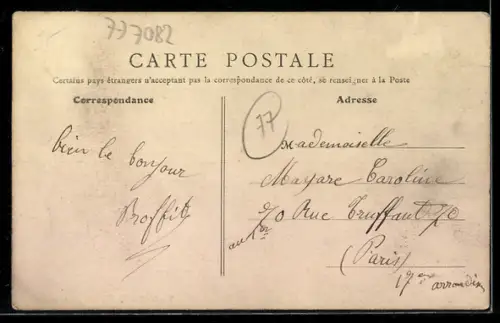 777082
CARTE POSTALE
Certains pays étrangers n'acceptant pas la correspondance de ce côté, se renseigner à la Poste
Correspondance
bien le bonjour
Adresse
77
Mademoiselle
Mayare Caroline
70 Rue Truffaut 70
(Paris)
17e arrondis